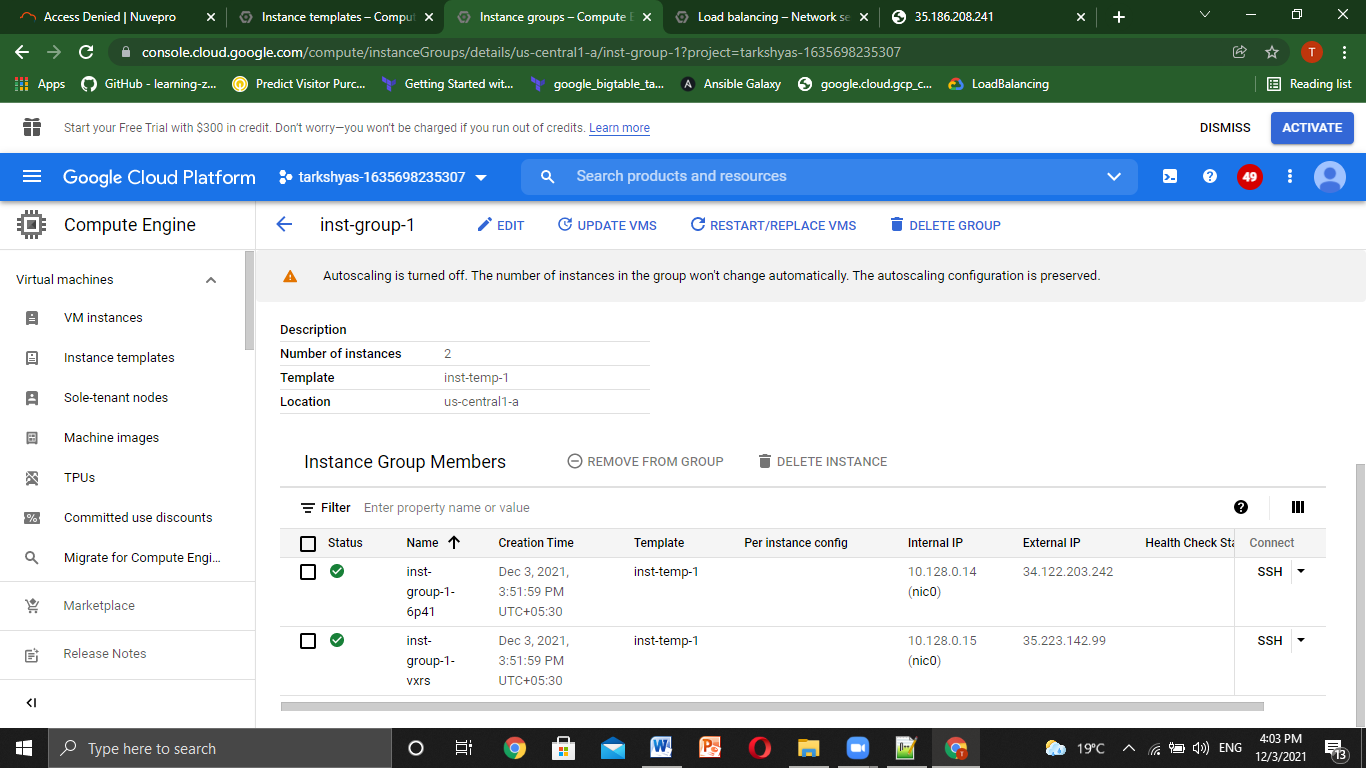 Access Denied | Nuvepro
Instance templates – Comput
Instance groups – Compute E
Load balancing – Network se
35.186.208.241
console.cloud.google.com/compute/instanceGroups/details/us-central1-a/inst-group-1?project=tarkshyas-1635698235307
T
Apps
GitHub - learning-z...
Predict Visitor Purc...
Getting Started wit...
google_bigtable_ta...
Ansible Galaxy
google.cloud.gcp_c...
LoadBalancing
Reading list
Start your Free Trial with $300 in credit. Don't worry—you won't be charged if you run out of credits. Learn more
DISMISS
ACTIVATE
Google Cloud Platform
tarkshyas-1635698235307
Search products and resources
49
Compute Engine
inst-group-1
EDIT
UPDATE VMS
RESTART/REPLACE VMS
DELETE GROUP
Virtual machines
VM instances
Instance templates
Sole-tenant nodes
Machine images
TPUs
Committed use discounts
Migrate for Compute Engi...
Marketplace
Release Notes
Autoscaling is turned off. The number of instances in the group won't change automatically. The autoscaling configuration is preserved.
Description
Number of instances 2
Template inst-temp-1
Location us-central1-a
Instance Group Members
REMOVE FROM GROUP
DELETE INSTANCE
Filter Enter property name or value
Status Name Creation Time Template Per instance config Internal IP External IP Health Check Sta Connect
inst- Dec 3, 2021, inst-temp-1 10.128.0.14 34.122.203.242 SSH
group-1- 3:51:59 PM (nic0)
6p41 UTC+05:30
inst- Dec 3, 2021, inst-temp-1 10.128.0.15 35.223.142.99 SSH
group-1- 3:51:59 PM (nic0)
vxrs UTC+05:30
Type here to search
19°C
ENG
4:03 PM
12/3/2021
13